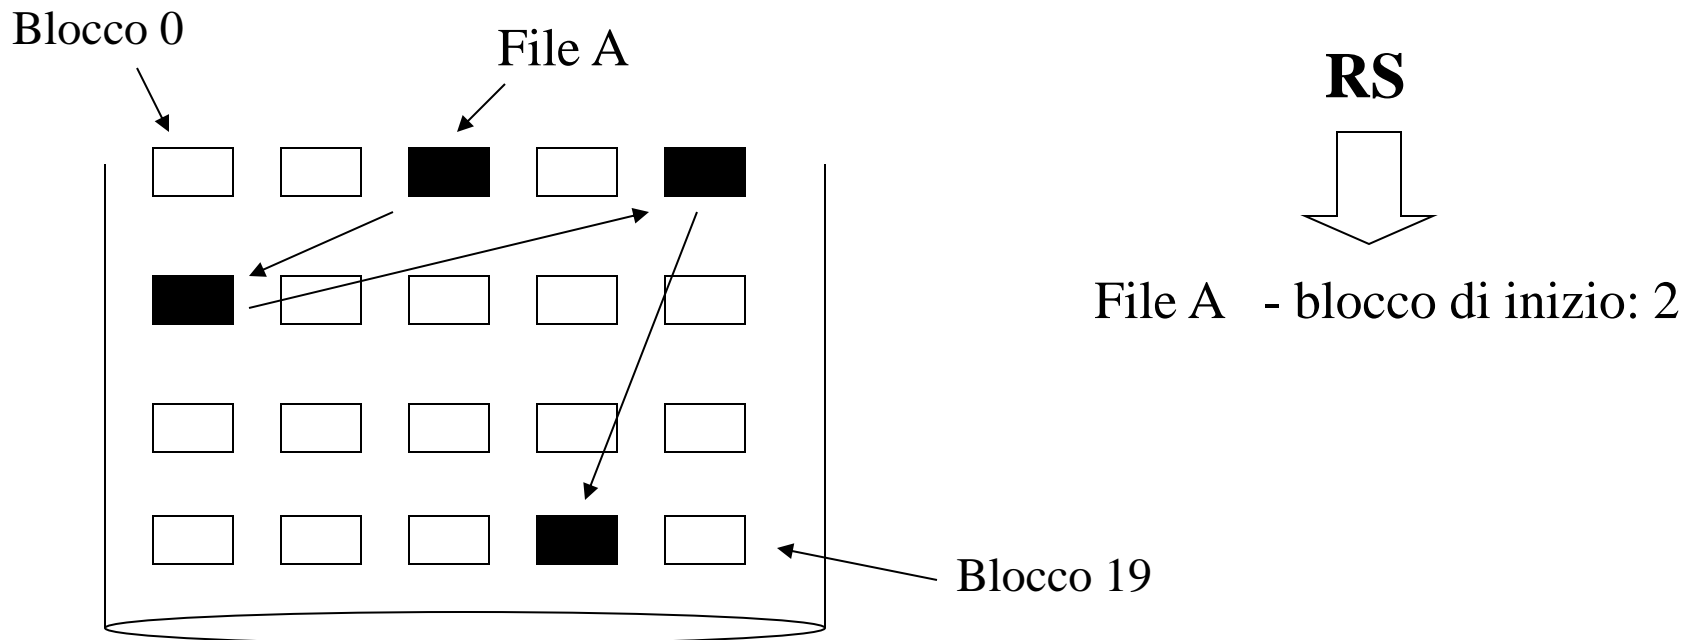 Blocco 0
File A
RS
File A - blocco di inizio: 2
Blocco 19